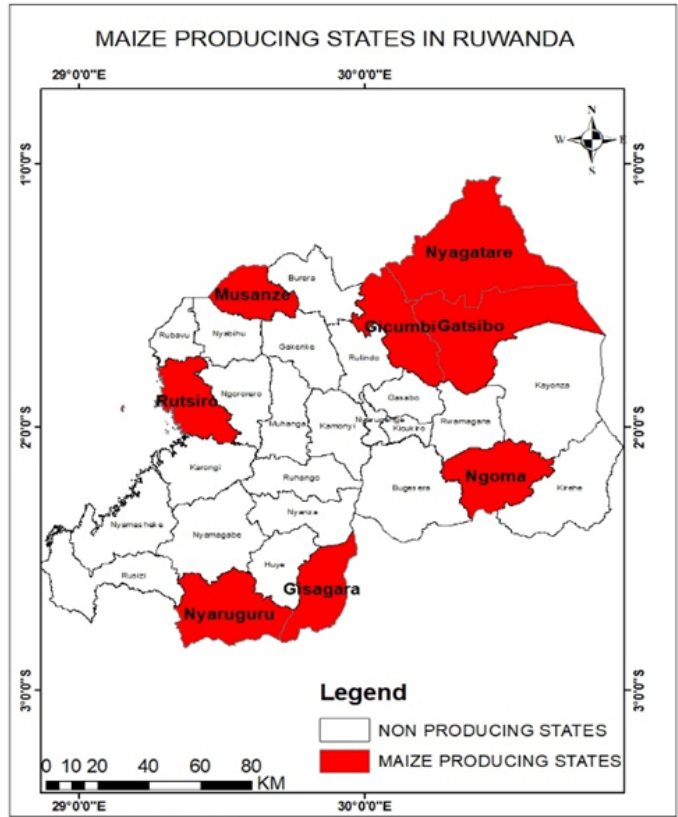 MAIZE PRODUCING STATES IN RUWANDA
29°0'0"E 30°0'0"E
N
W E
S
1°0'0"S 1°0'0"S
Nyagatare
Burera
Musanze
Gicumbi Gatsibo
Rubavu Nyabihu
Gakenke
Rulindo
Kayonza
Gasabo
Rutsiro
Ngororero
Muhanga Kamonyi
Kicukiro
Rwamagana
2°0'0"S 2°0'0"S
Karongi
Ruhango
Ngoma
Bugesera
Kirehe
Nyanza
Nyamasheke
Nyamagabe
Huye
Rusizi
Gisagara
Nyaruguru
3°0'0"S 3°0'0"S
Legend
NON PRODUCING STATES
MAIZE PRODUCING STATES
0 10 20 40 60 80
KM
29°0'0"E 30°0'0"E